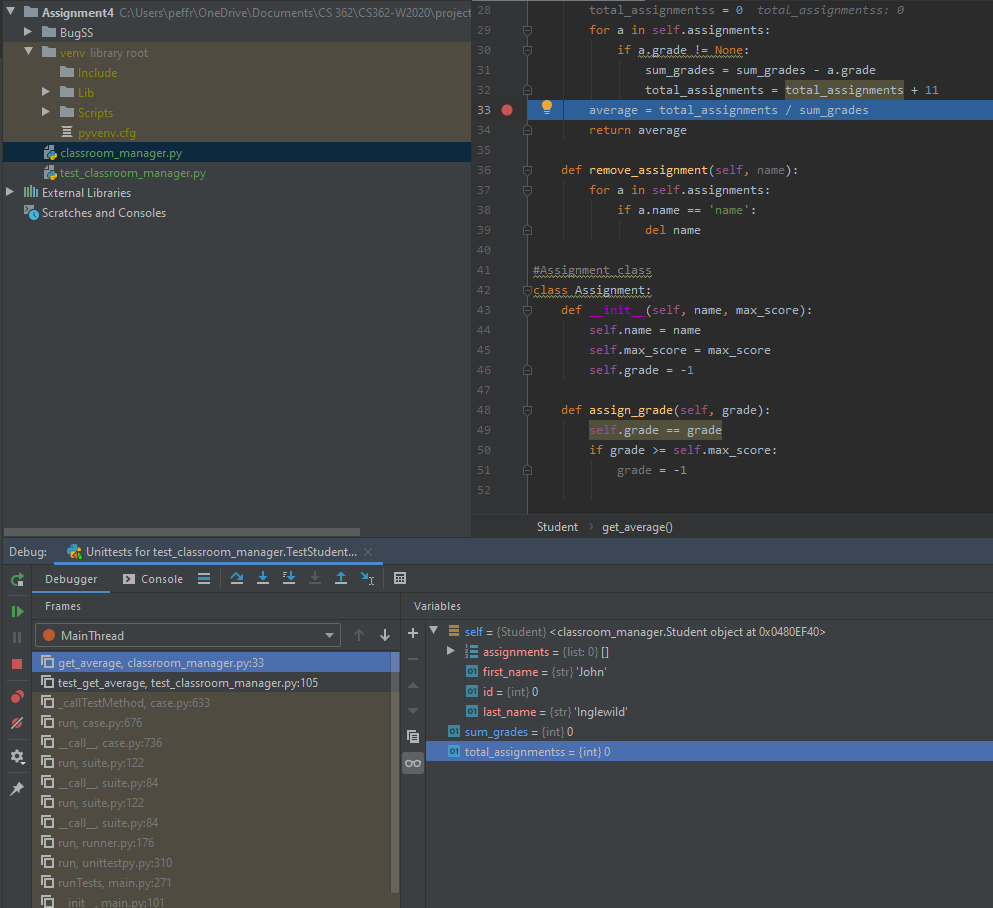 Assignment4 C:\Users\peffr\OneDrive\Documents\CS 362\CS362-W2020\project
BugSS
venv library root
Include
Lib
Scripts
pyvenv.cfg
classroom_manager.py
test_classroom_manager.py
External Libraries
Scratches and Consoles
28 total_assignmentss = 0 total_assignmentss: 0
29 for a in self.assignments:
30 if a.grade != None:
31 sum_grades = sum_grades - a.grade
32 total_assignments = total_assignments + 11
33 average = total_assignments / sum_grades
34 return average
35
36 def remove_assignment(self, name):
37 for a in self.assignments:
38 if a.name == 'name':
39 del name
40
41 #Assignment class
42 class Assignment:
43 def __init__(self, name, max_score):
44 self.name = name
45 self.max_score = max_score
46 self.grade = -1
47
48 def assign_grade(self, grade):
49 self.grade == grade
50 if grade >= self.max_score:
51 grade = -1
52
Student › get_average()
Debug: Unittests for test_classroom_manager.TestStudent... ×
Debugger Console
Frames
MainThread
get_average, classroom_manager.py:33
test_get_average, test_classroom_manager.py:105
_callTestMethod, case.py:633
run, case.py:676
__call__, case.py:736
run, suite.py:122
__call__, suite.py:84
run, suite.py:122
__call__, suite.py:84
run, runner.py:176
run, unittestpy.py:310
runTests, main.py:271
__init__, main.py:101
Variables
self = {Student} <classroom_manager.Student object at 0x0480EF40>
assignments = {list: 0} []
01 first_name = {str} 'John'
01 id = {int} 0
01 last_name = {str} 'Inglewild'
01 sum_grades = {int} 0
01 total_assignmentss = {int} 0